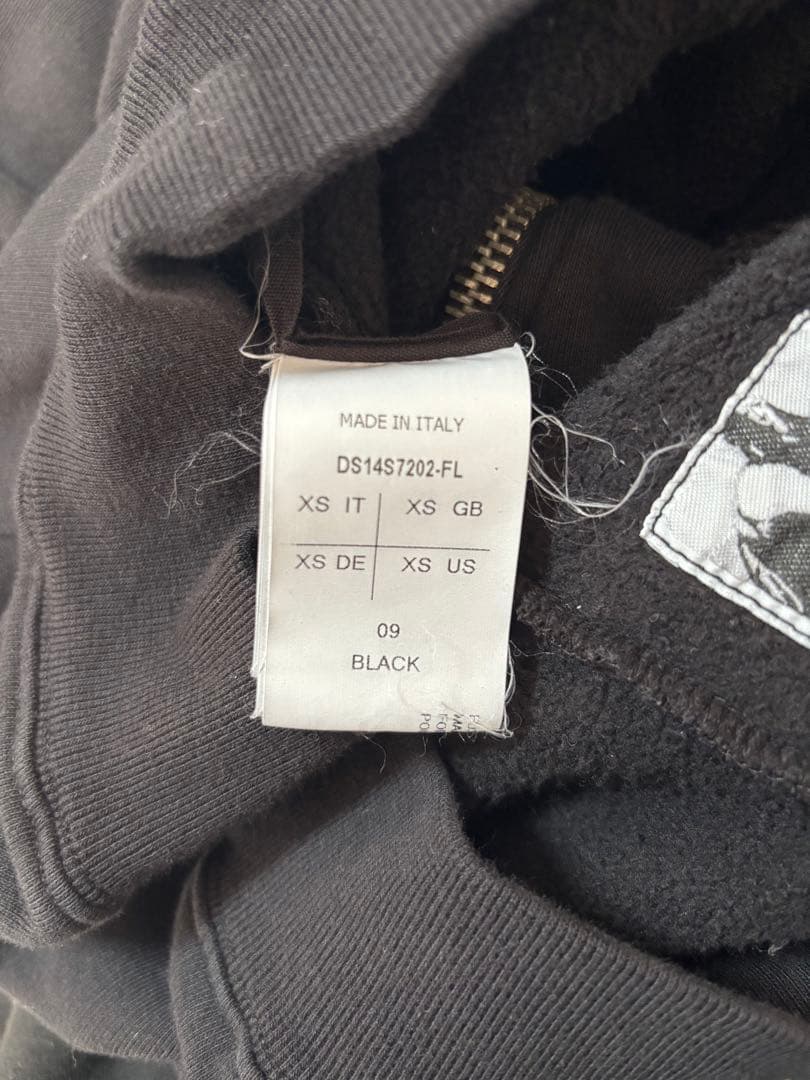 MADE IN ITALY
DS14S7202-FL
XS IT XS GB
XS DE XS US
09
BLACK